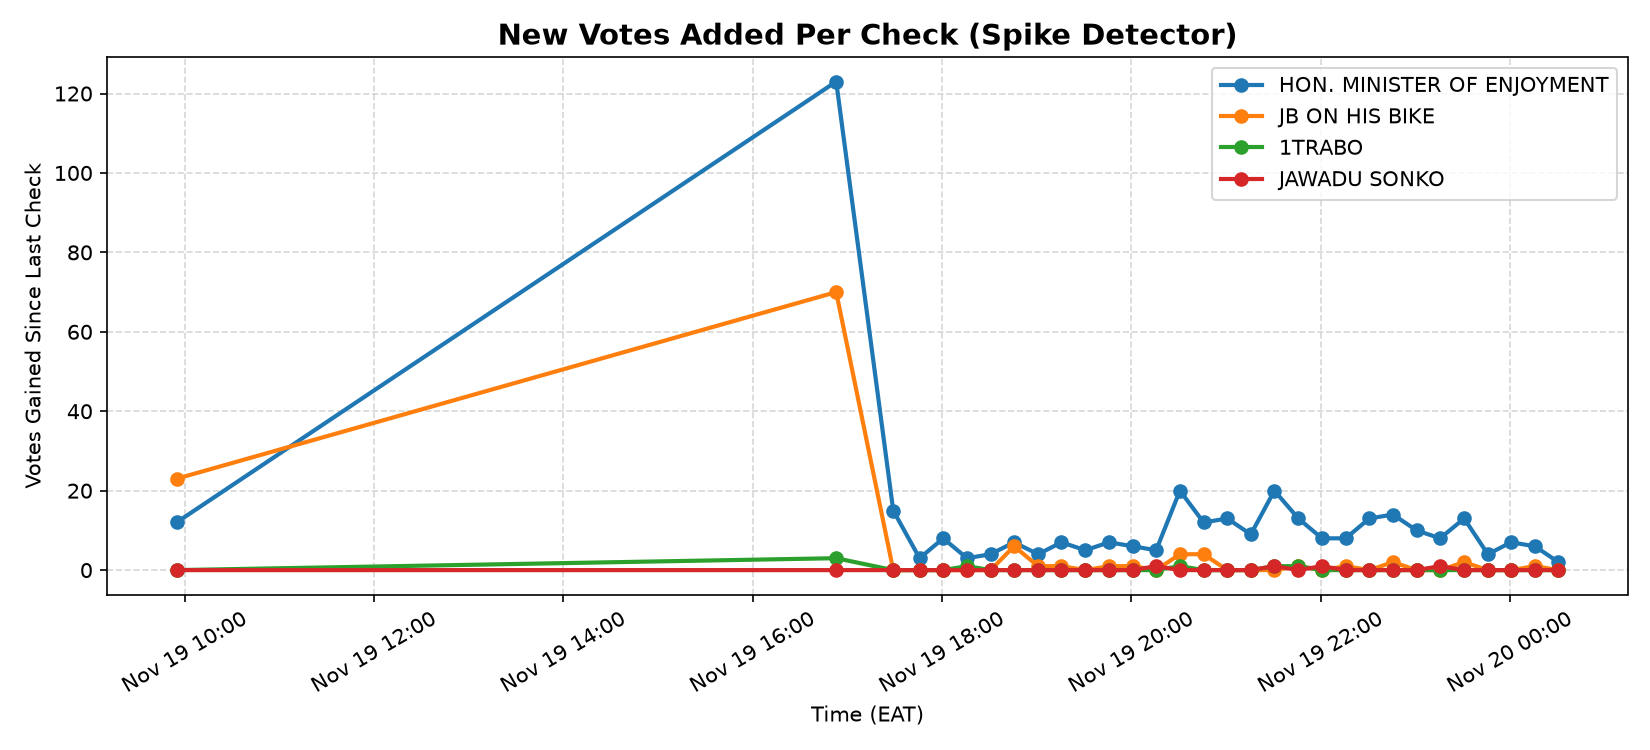 New Votes Added Per Check (Spike Detector)
HON. MINISTER OF ENJOYMENT
JB ON HIS BIKE
1TRABO
JAWADU SONKO
Votes Gained Since Last Check
120
100
80
60
40
20
0
Nov 19 10:00
Nov 19 12:00
Nov 19 14:00
Nov 19 16:00
Nov 19 18:00
Nov 19 20:00
Nov 19 22:00
Nov 20 00:00
Time (EAT)